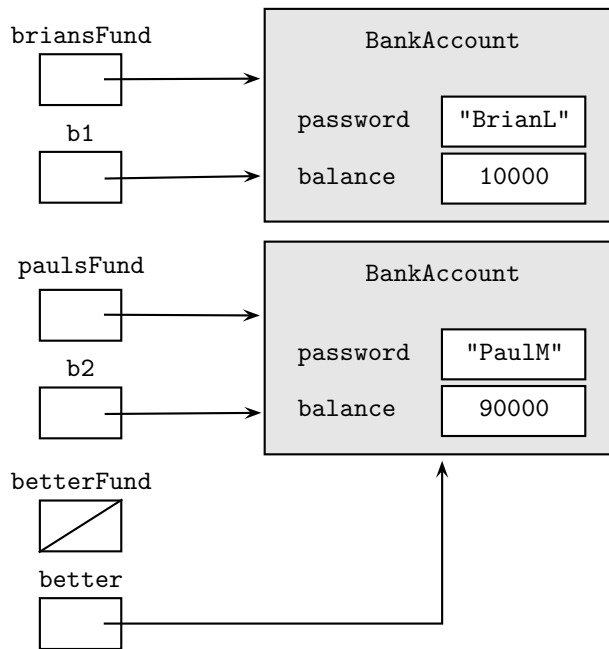 briansFund
BankAccount
password "BrianL"
b1
balance 10000
paulsFund
BankAccount
password "PaulM"
b2
balance 90000
betterFund
better